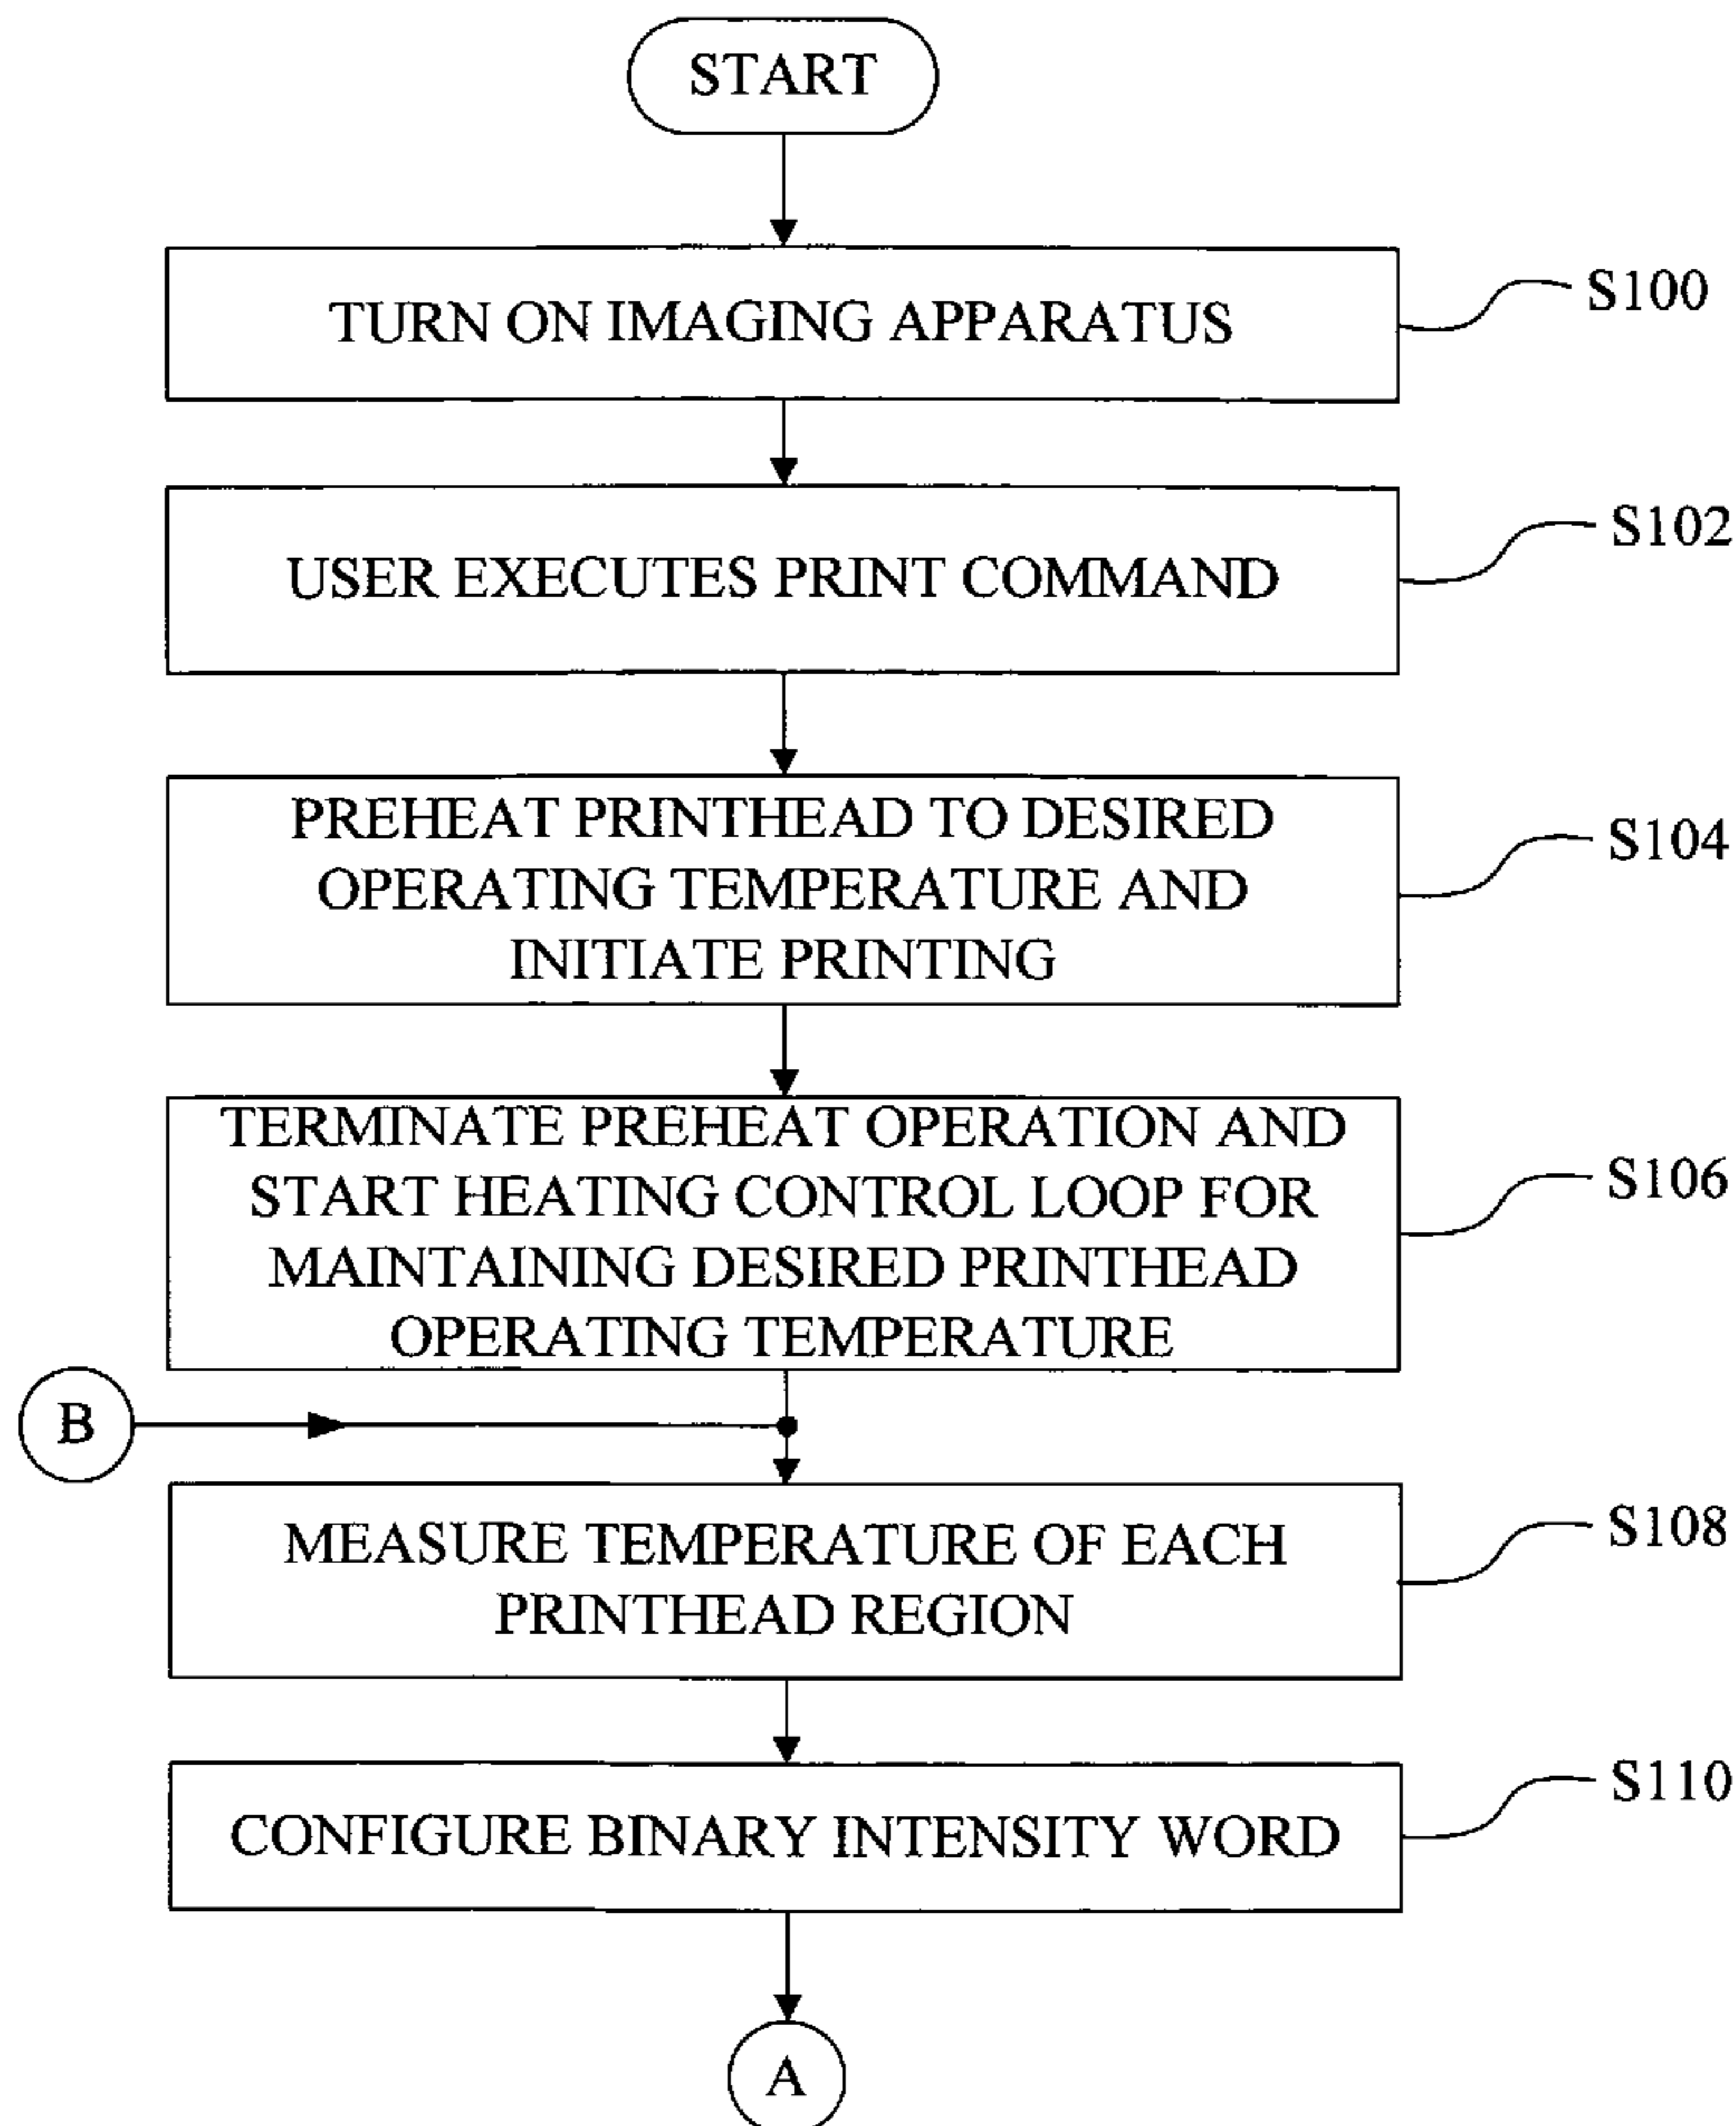 START
TURN ON IMAGING APPARATUS
S100
USER EXECUTES PRINT COMMAND
S102
PREHEAT PRINTHEAD TO DESIRED
OPERATING TEMPERATURE AND
INITIATE PRINTING
S104
TERMINATE PREHEAT OPERATION AND
START HEATING CONTROL LOOP FOR
MAINTAINING DESIRED PRINTHEAD
OPERATING TEMPERATURE
S106
B
MEASURE TEMPERATURE OF EACH
PRINTHEAD REGION
S108
CONFIGURE BINARY INTENSITY WORD
S110
A